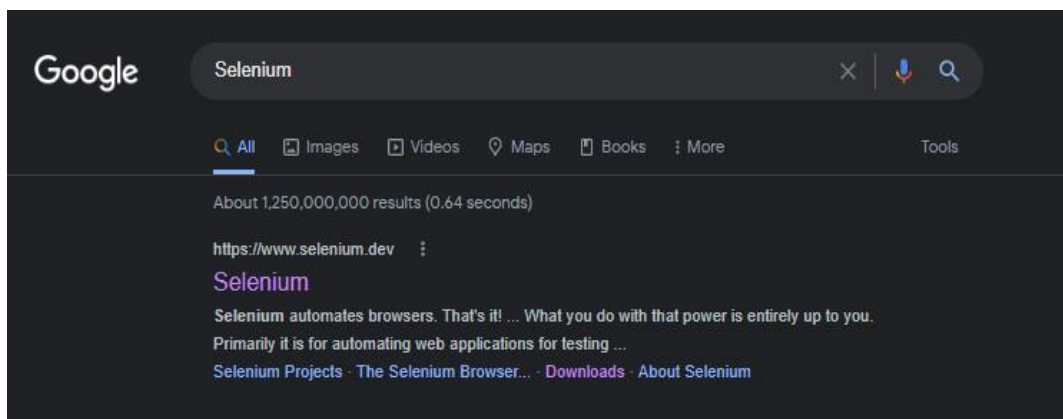 Google
Selenium
All Images Videos Maps Books More Tools
About 1,250,000,000 results (0.64 seconds)
https://www.selenium.dev
Selenium
Selenium automates browsers. That's it! ... What you do with that power is entirely up to you.
Primarily it is for automating web applications for testing ...
Selenium Projects · The Selenium Browser... · Downloads · About Selenium